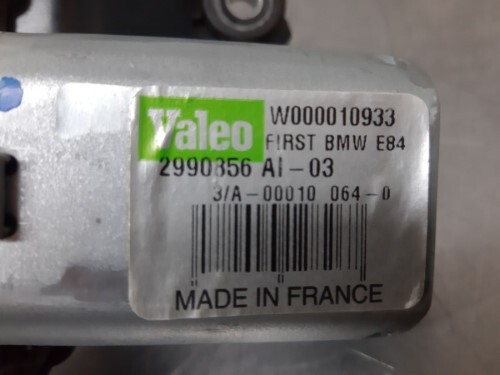 Valeo
W000010933
FIRST BMW E84
2990856 AI-03
3/A-00010 064-0
MADE IN FRANCE